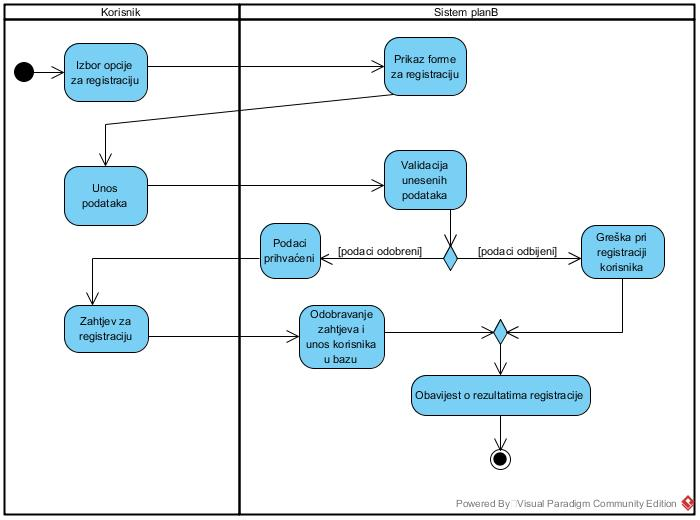 Korisnik
Sistem planB
Izbor opcije
za registraciju
Prikaz forme
za registraciju
Unos
podataka
Validacija
unesenih
podataka
Podaci
prihvaćeni
[podaci odobreni]
[podaci odbijeni]
Greška pri
registraciji
korisnika
Zahtjev za
registraciju
Odobravanje
zahtjeva i
unos korisnika
u bazu
Obavijest o rezultatima registracije
Powered By Visual Paradigm Community Edition